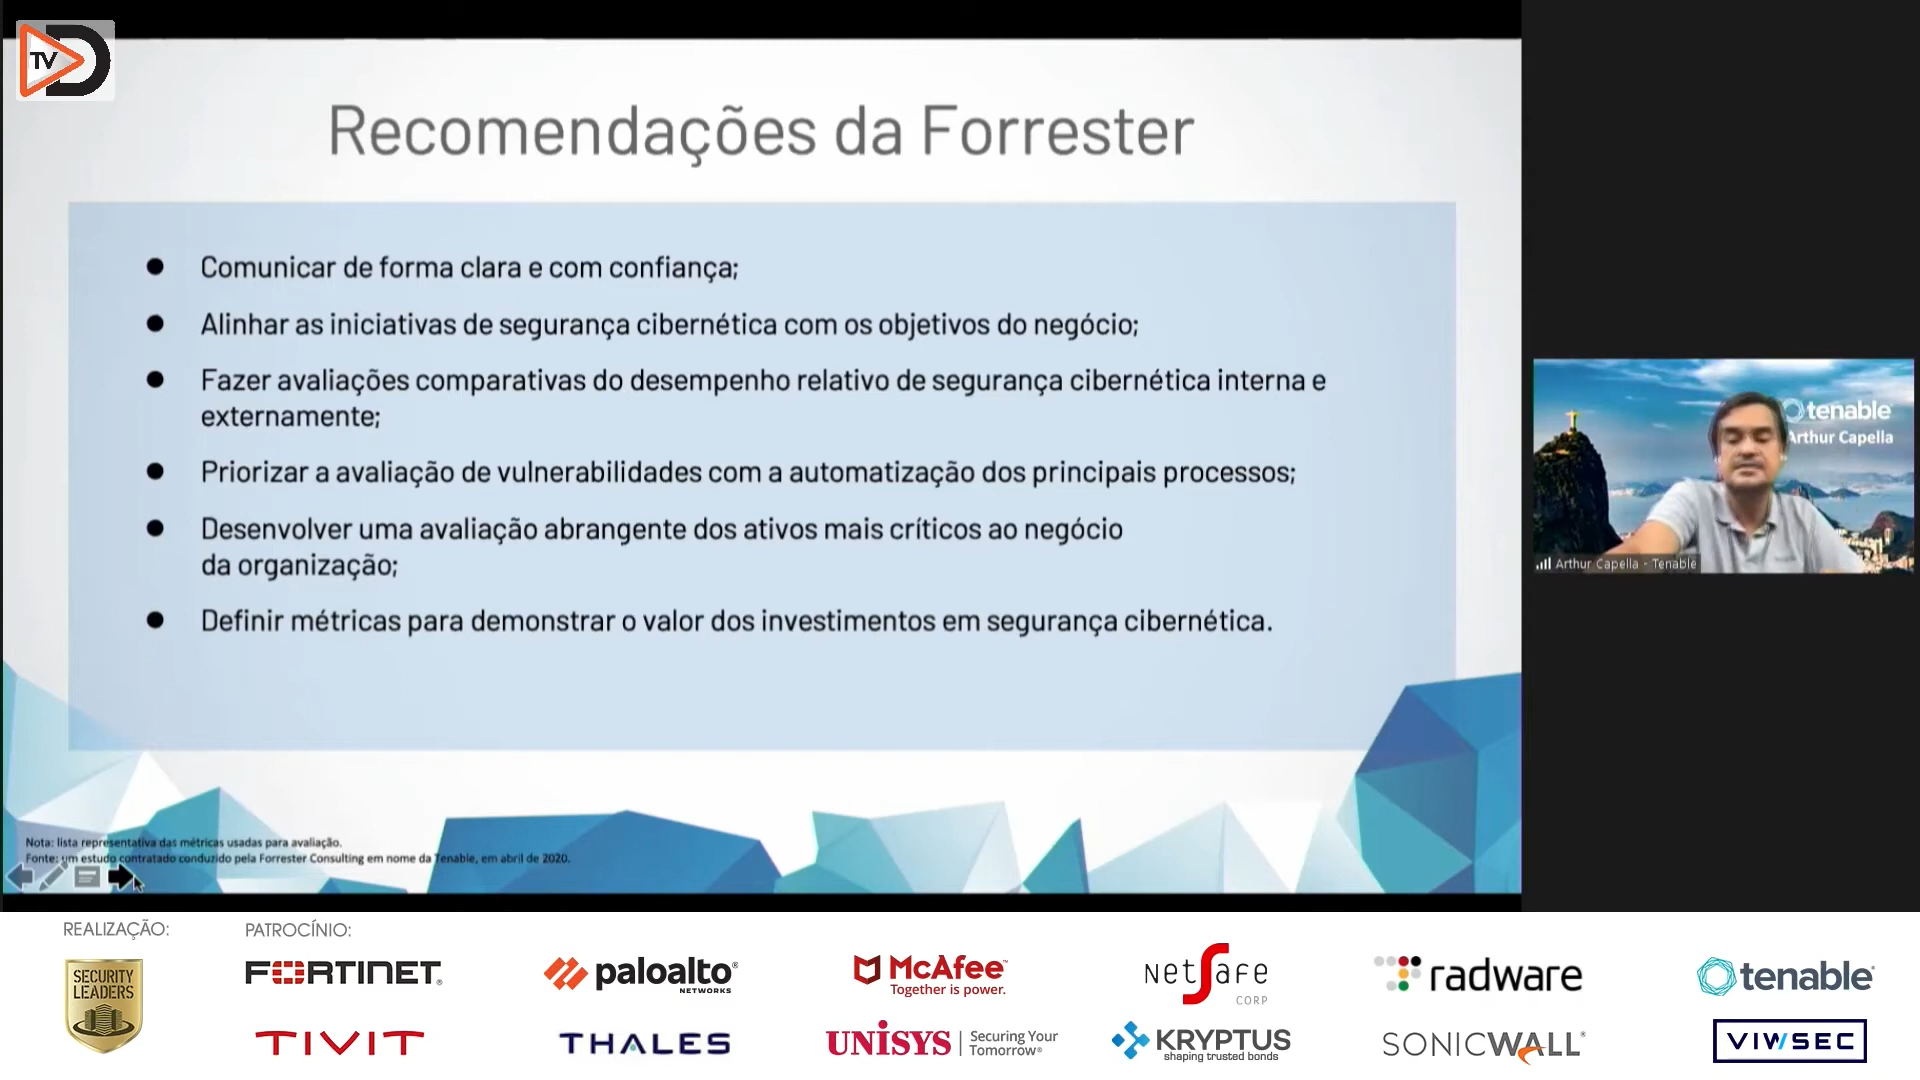 TV D
Recomendações da Forrester
● Comunicar de forma clara e com confiança;
● Alinhar as iniciativas de segurança cibernética com os objetivos do negócio;
● Fazer avaliações comparativas do desempenho relativo de segurança cibernética interna e
externamente;
● Priorizar a avaliação de vulnerabilidades com a automatização dos principais processos;
● Desenvolver uma avaliação abrangente dos ativos mais críticos ao negócio
da organização;
● Definir métricas para demonstrar o valor dos investimentos em segurança cibernética.
Nota: lista representativa das métricas usadas para avaliação.
Fonte: um estudo contratado conduzido pela Forrester Consulting em nome da Tenable, em abril de 2020.
tenable
Arthur Capella
Arthur Capella - Tenable
REALIZAÇÃO:
SECURITY
LEADERS
PATROCÍNIO:
FORTINET®
paloalto®
NETWORKS
McAfee™
Together is power.
NetSafe
CORP
radware
tenable®
TIVIT
THALES
UNISYS | Securing Your
Tomorrow®
KRYPTUS
shaping trusted bonds
SONICWALL®
VIWSEC